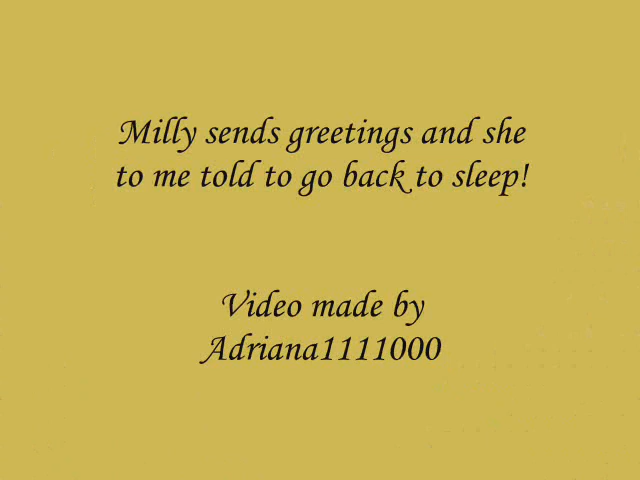 Milly sends greetings and she
to me told to go back to sleep!
Video made by
Adriana1111000